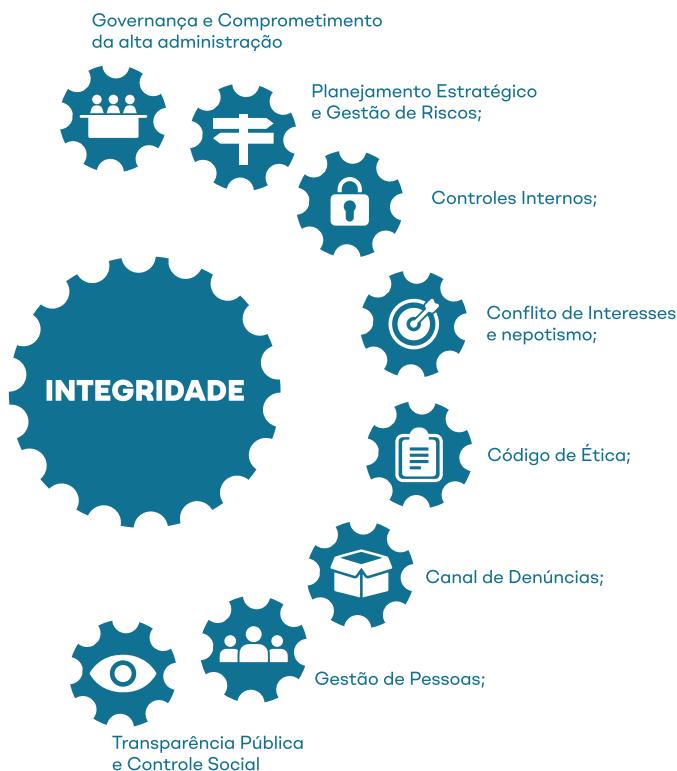 Governança e Comprometimento
da alta administração
Planejamento Estratégico
e Gestão de Riscos;
Controles Internos;
Conflito de Interesses
e nepotismo;
INTEGRIDADE
Código de Ética;
Canal de Denúncias;
Gestão de Pessoas;
Transparência Pública
e Controle Social